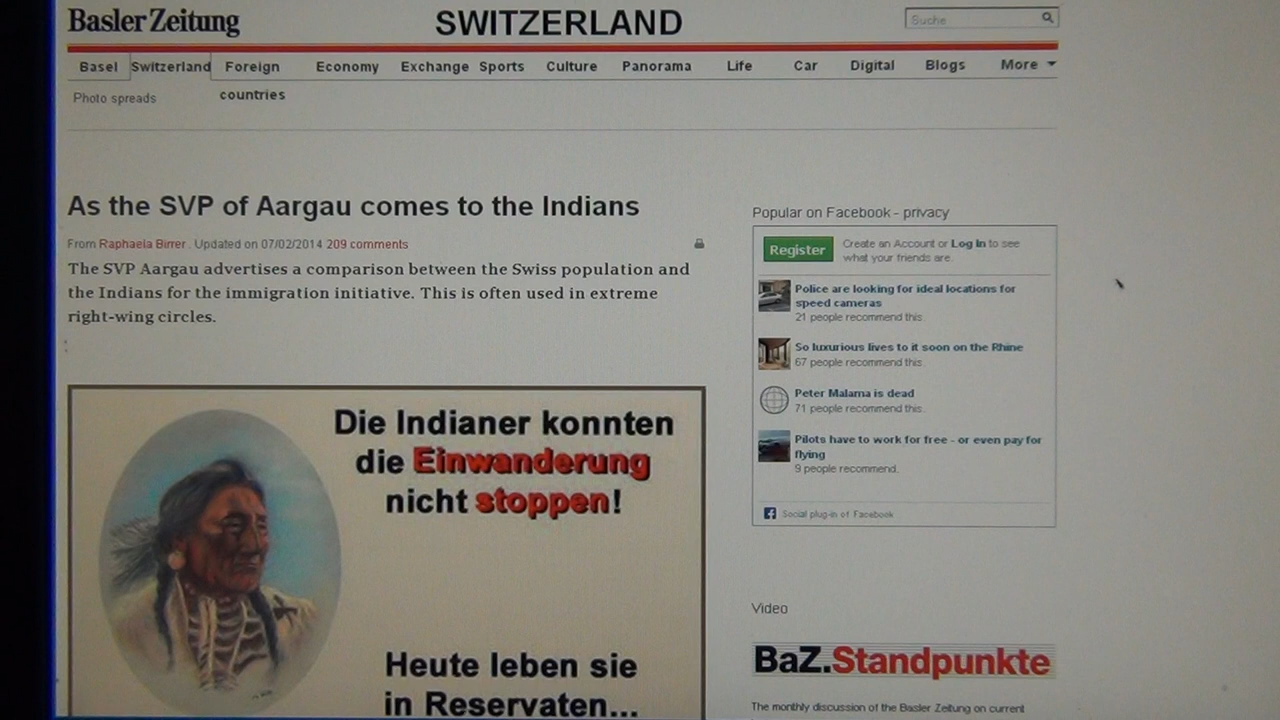 Basler Zeitung
SWITZERLAND
Suche
Basel Switzerland Foreign countries Economy Exchange Sports Culture Panorama Life Car Digital Blogs More
Photo spreads
As the SVP of Aargau comes to the Indians
From Raphaela Birrer. Updated on 07/02/2014 209 comments
The SVP Aargau advertises a comparison between the Swiss population and
the Indians for the immigration initiative. This is often used in extreme
right-wing circles.
Die Indianer konnten
die Einwanderung
nicht stoppen!
Heute leben sie
in Reservaten...
Popular on Facebook - privacy
Register
Create an Account or Log In to see
what your friends are.
Police are looking for ideal locations for
speed cameras
21 people recommend this.
So luxurious lives to it soon on the Rhine
67 people recommend this.
Peter Malama is dead
71 people recommend this.
Pilots have to work for free - or even pay for
flying
9 people recommend.
Social plug-in of Facebook
Video
BaZ.Standpunkte
The monthly discussion of the Basler Zeitung on current